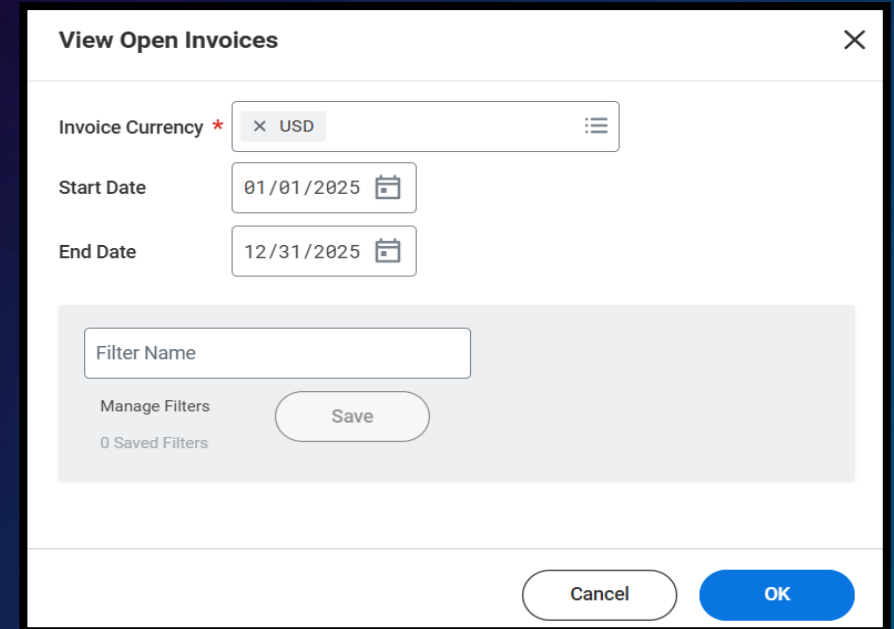 View Open Invoices
Invoice Currency * × USD
Start Date 01/01/2025
End Date 12/31/2025
Filter Name
Manage Filters
Save
0 Saved Filters
Cancel OK